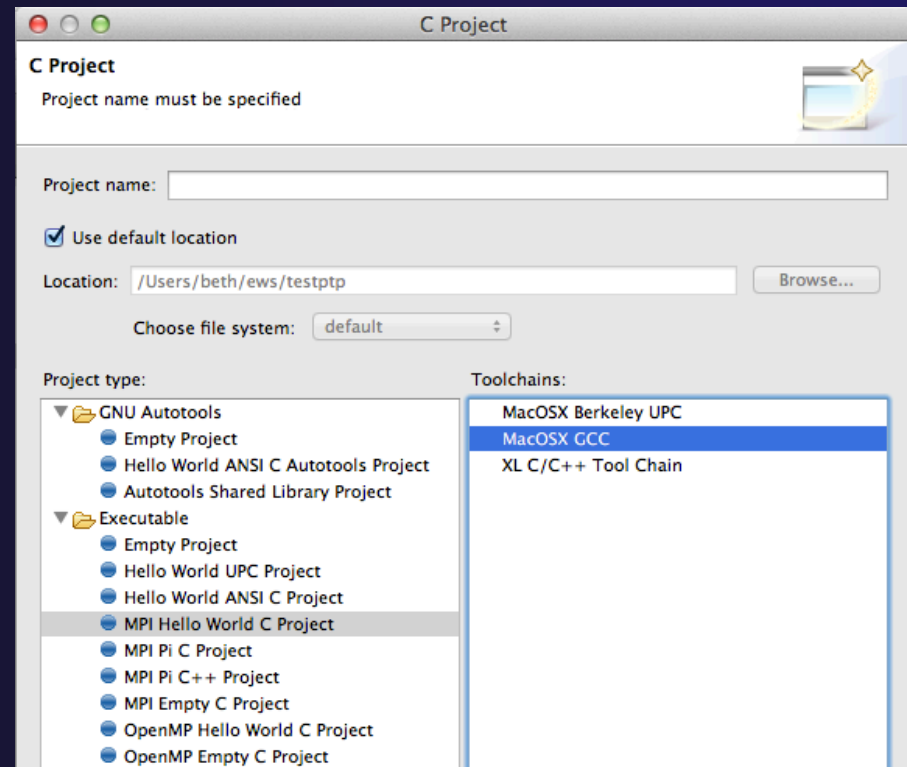 C Project
C Project
Project name must be specified
Project name:
Use default location
Location: /Users/beth/ews/testptp Browse...
Choose file system: default
Project type:
GNU Autotools
Empty Project
Hello World ANSI C Autotools Project
Autotools Shared Library Project
Executable
Empty Project
Hello World UPC Project
Hello World ANSI C Project
MPI Hello World C Project
MPI Pi C Project
MPI Pi C++ Project
MPI Empty C Project
OpenMP Hello World C Project
OpenMP Empty C Project
Toolchains:
MacOSX Berkeley UPC
MacOSX GCC
XL C/C++ Tool Chain